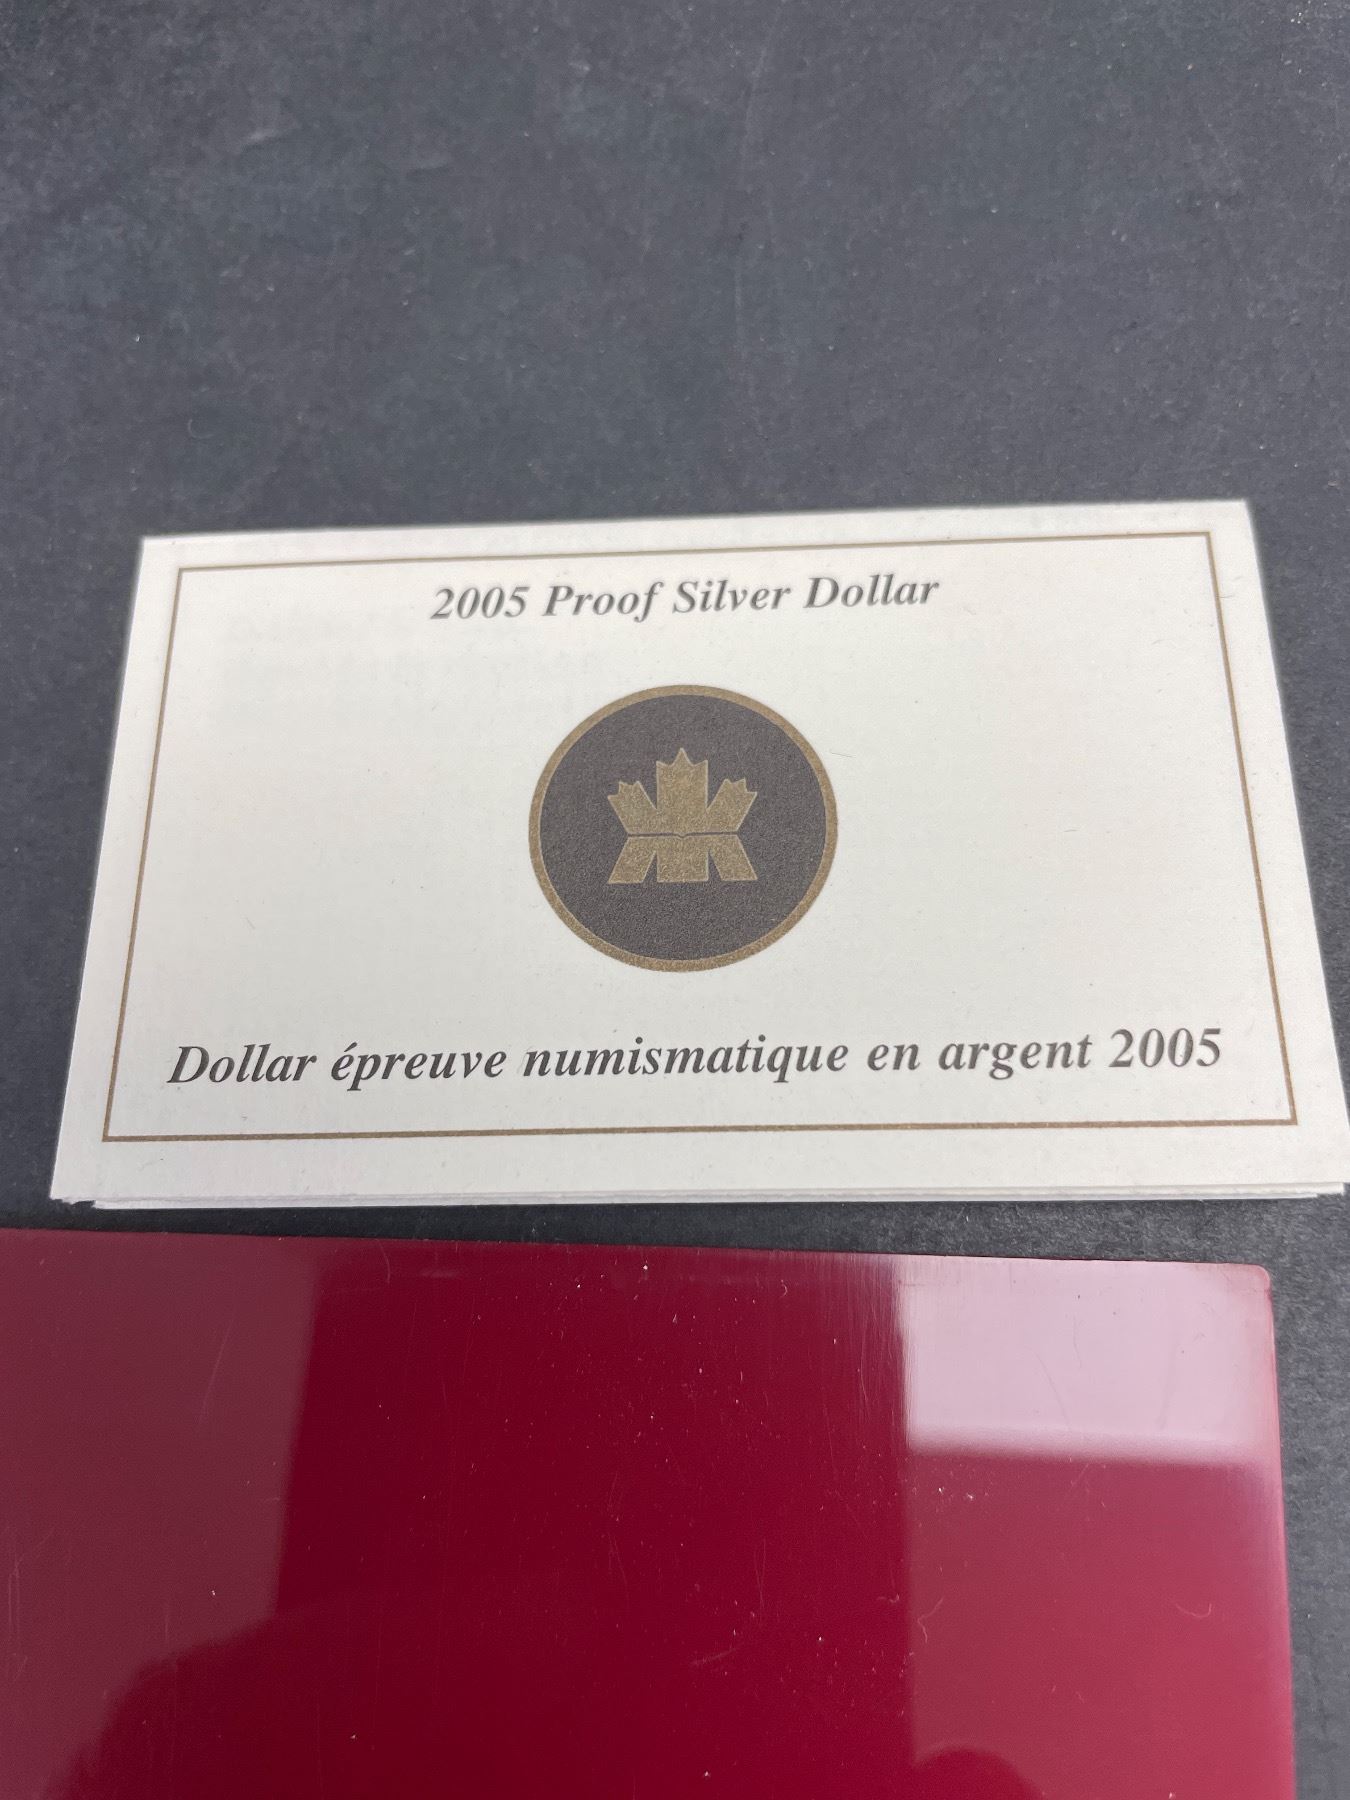 2005 Proof Silver Dollar
Dollar épreuve numismatique en argent 2005